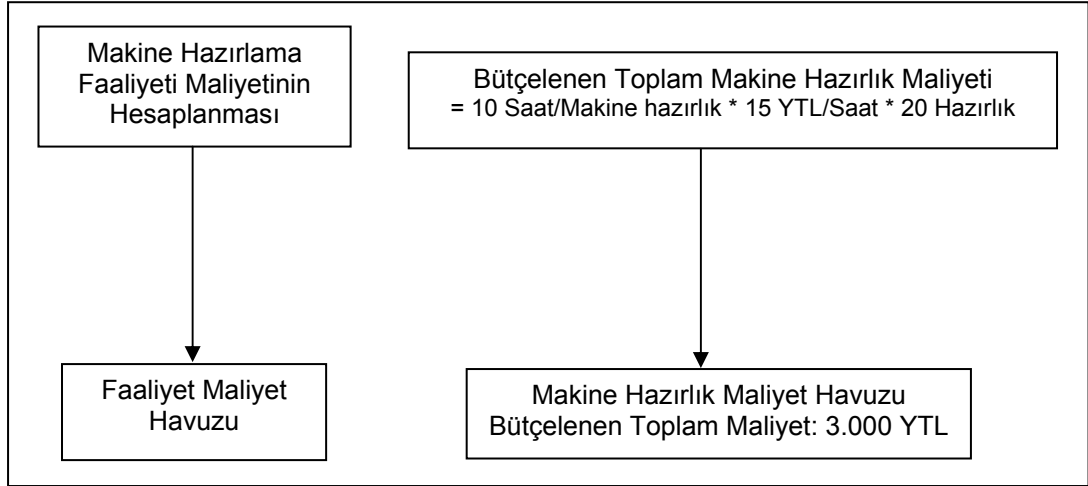 Makine Hazırlama
Faaliyeti Maliyetinin
Hesaplanması
Bütçelenen Toplam Makine Hazırlık Maliyeti
= 10 Saat/Makine hazırlık * 15 YTL/Saat * 20 Hazırlık
Faaliyet Maliyet
Havuzu
Makine Hazırlık Maliyet Havuzu
Bütçelenen Toplam Maliyet: 3.000 YTL